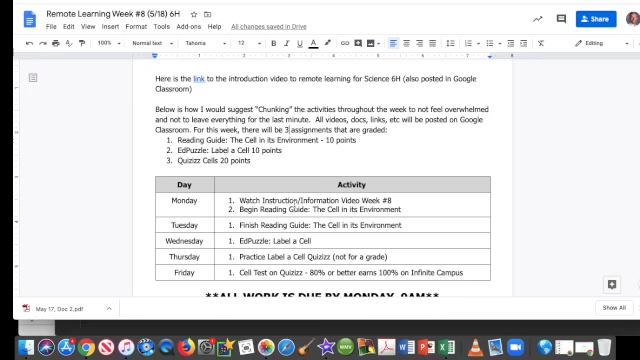 Remote Learning Week #8 (5/18) 6H
File Edit View Insert Format Tools Add-ons Help All changes saved in Drive
Share
100% Normal text Tahoma 12 B I U A Editing
Here is the link to the introduction video to remote learning for Science 6H (also posted in Google
Classroom)
Below is how I would suggest “Chunking” the activities throughout the week to not feel overwhelmed
and not to leave everything for the last minute. All videos, docs, links, etc will be posted on Google
Classroom. For this week, there will be 3 assignments that are graded:
1. Reading Guide: The Cell in its Environment - 10 points
2. EdPuzzle: Label a Cell 10 points
3. Quizizz Cells 20 points
Day Activity
Monday 1. Watch Instruction/Information Video Week #8
2. Begin Reading Guide: The Cell in its Environment
Tuesday 1. Finish Reading Guide: The Cell in its Environment
Wednesday 1. EdPuzzle: Label a Cell
Thursday 1. Practice Label a Cell Quizizz (not for a grade)
Friday 1. Cell Test on Quizizz - 80% or better earns 100% on Infinite Campus
**ALL WORK IS DUE BY MONDAY, 9AM**
May 17, Doc 2.pdf
Show All